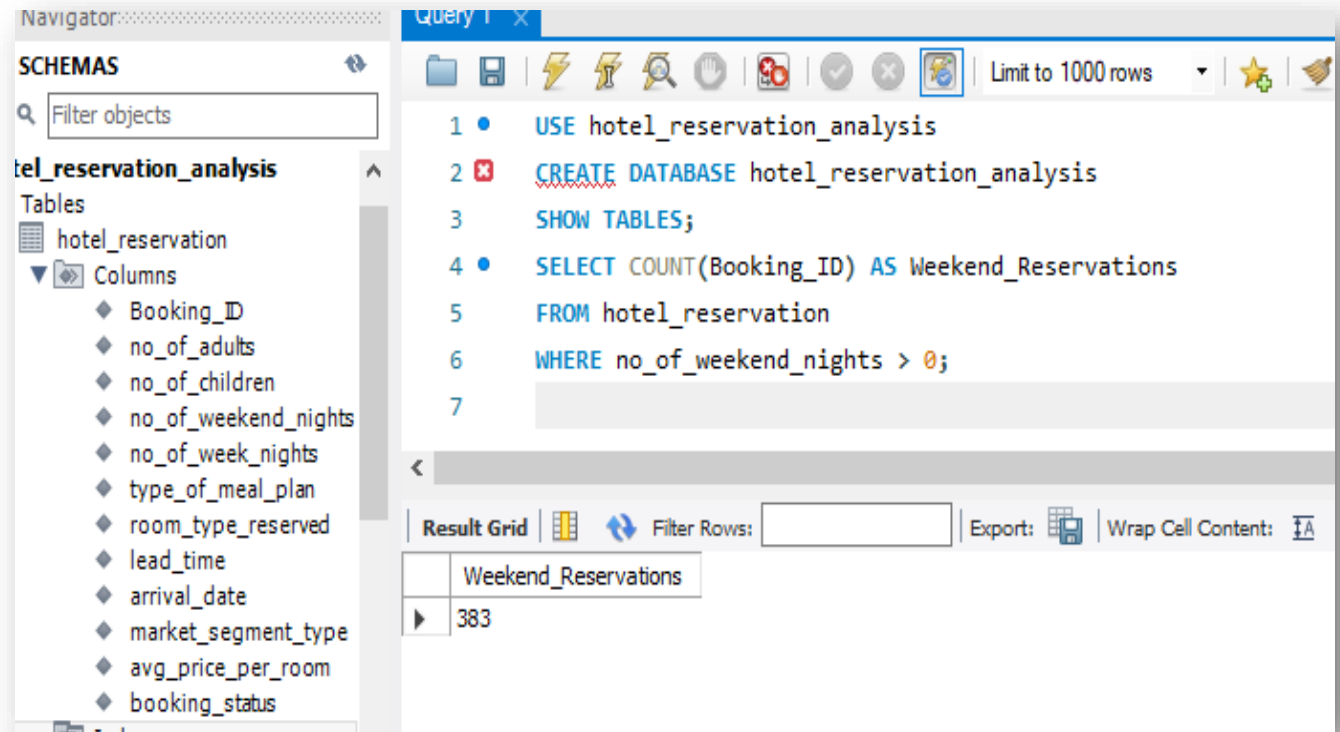 Navigator
SCHEMAS
Filter objects
tel_reservation_analysis
Tables
hotel_reservation
Columns
Booking_ID
no_of_adults
no_of_children
no_of_weekend_nights
no_of_week_nights
type_of_meal_plan
room_type_reserved
lead_time
arrival_date
market_segment_type
avg_price_per_room
booking_status
Query 1
Limit to 1000 rows
1 USE hotel_reservation_analysis
2 CREATE DATABASE hotel_reservation_analysis
3 SHOW TABLES;
4 SELECT COUNT(Booking_ID) AS Weekend_Reservations
5 FROM hotel_reservation
6 WHERE no_of_weekend_nights > 0;
7
Result Grid Filter Rows: Export: Wrap Cell Content:
Weekend_Reservations
383